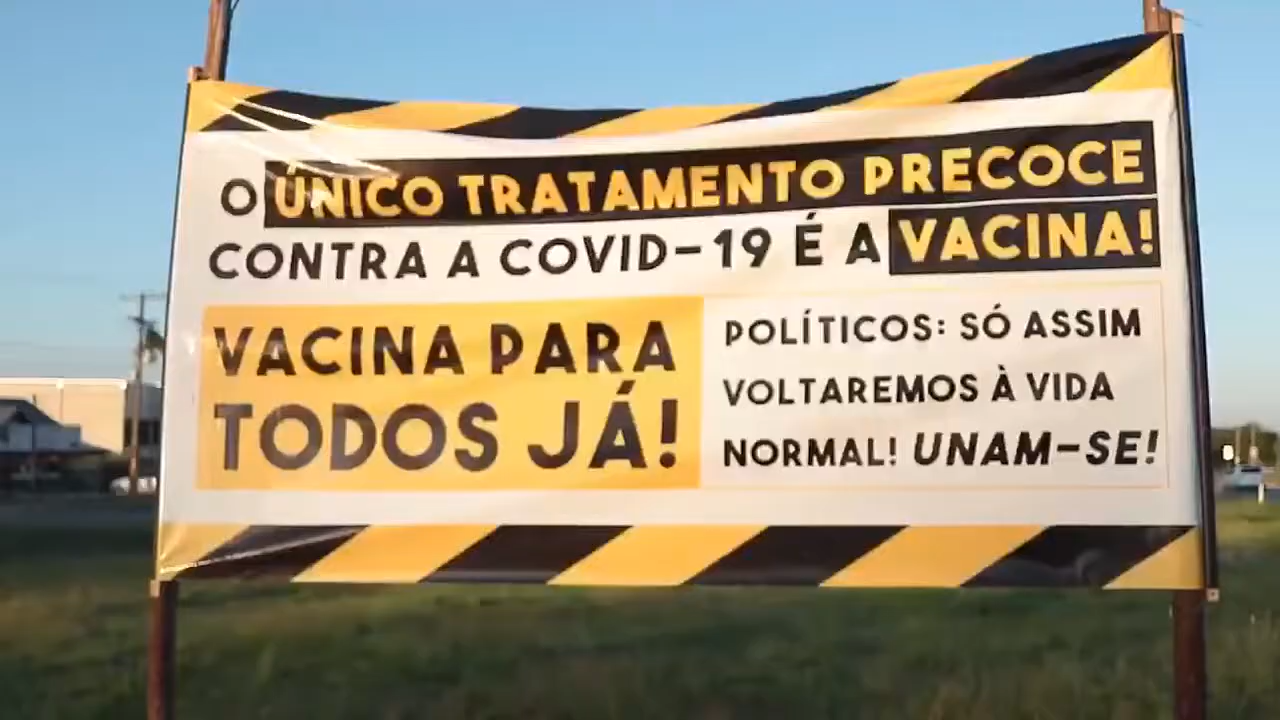 O ÚNICO TRATAMENTO PRECOCE
CONTRA A COVID-19 É A VACINA!
VACINA PARA
TODOS JÁ!
POLÍTICOS: SÓ ASSIM
VOLTAREMOS À VIDA
NORMAL! UNAM-SE!